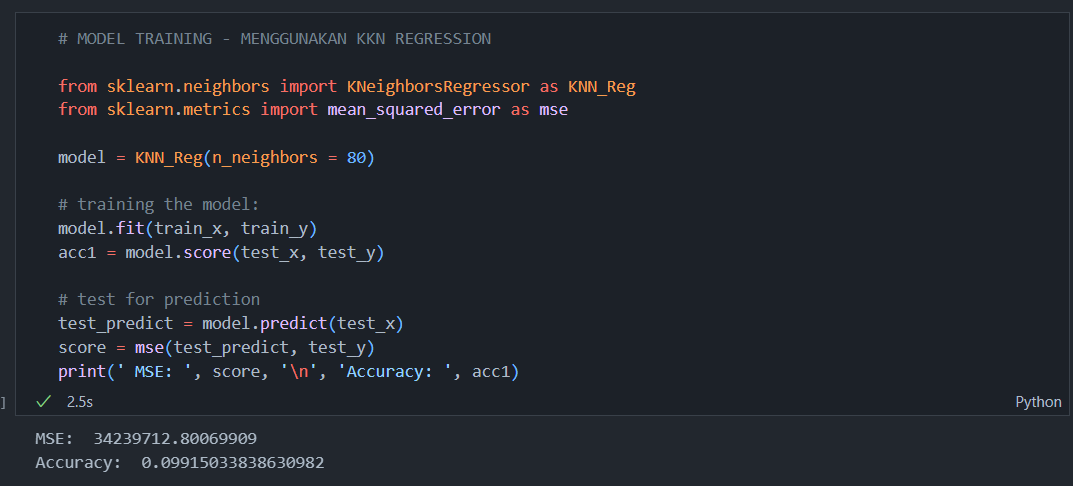 # MODEL TRAINING - MENGGUNAKAN KKN REGRESSION
from sklearn.neighbors import KNeighborsRegressor as KNN_Reg
from sklearn.metrics import mean_squared_error as mse
model = KNN_Reg(n_neighbors = 80)
# training the model:
model.fit(train_x, train_y)
acc1 = model.score(test_x, test_y)
# test for prediction
test_predict = model.predict(test_x)
score = mse(test_predict, test_y)
print(' MSE: ', score, '\n', 'Accuracy: ', acc1)
] ✓ 2.5s Python
MSE:  34239712.80069909
Accuracy:  0.09915033838630982